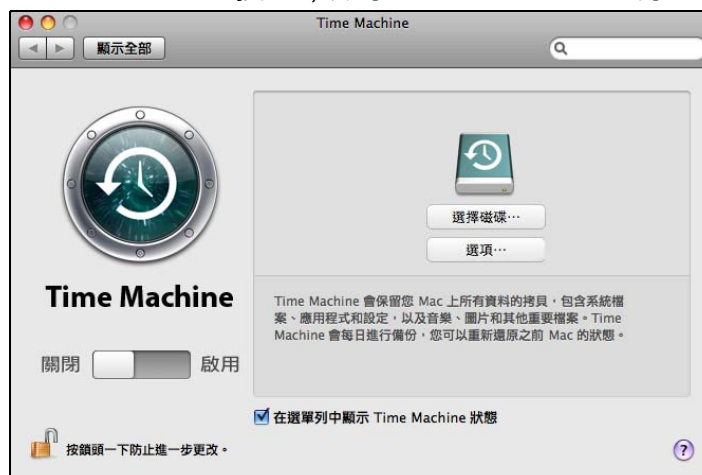 Time Machine
顯示全部
選擇磁碟…
選項…
Time Machine
Time Machine 會保留您 Mac 上所有資料的拷貝，包含系統檔
案、應用程式和設定，以及音樂、圖片和其他重要檔案。Time
Machine 會每日進行備份，您可以重新還原之前 Mac 的狀態。
關閉 啟用
在選單列中顯示 Time Machine 狀態
按鎖頭一下防止進一步更改。
?